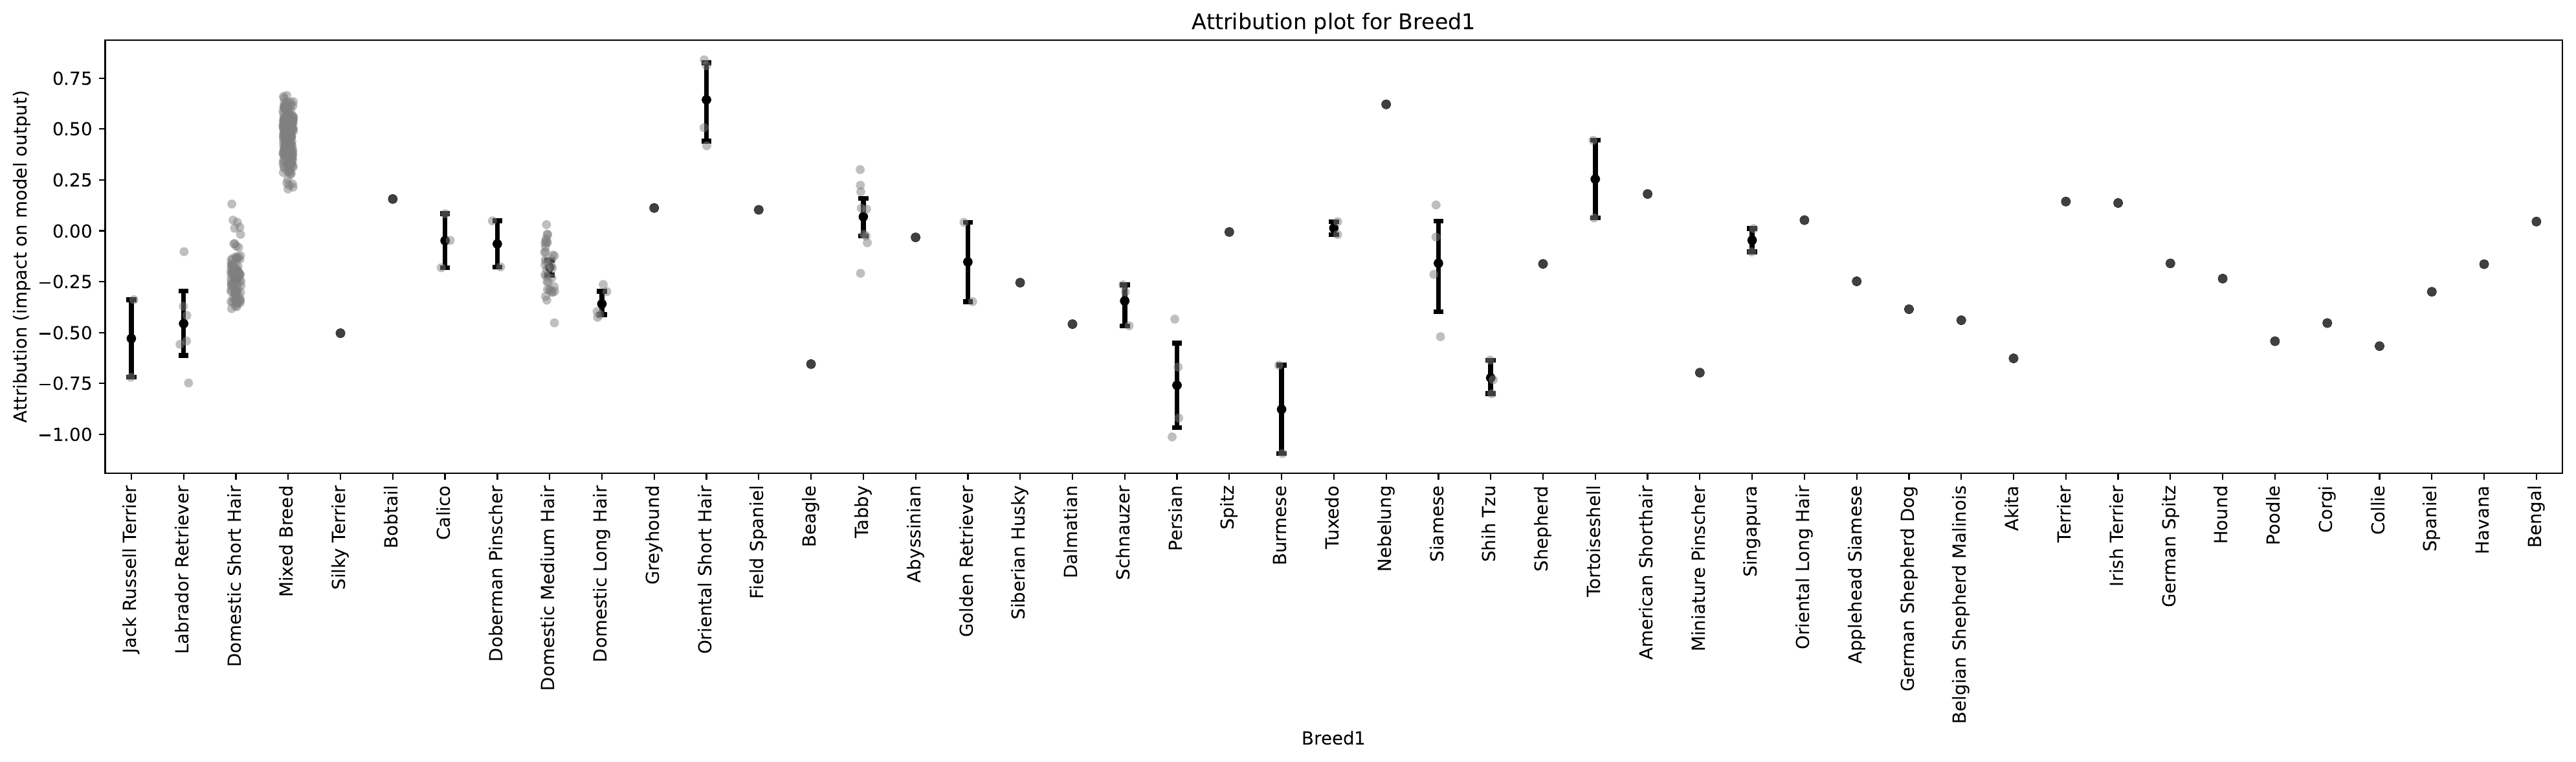 Attribution plot for Breed1
Attribution (impact on model output)
0.75
0.50
0.25
0.00
−0.25
−0.50
−0.75
−1.00
Jack Russell Terrier
Labrador Retriever
Domestic Short Hair
Mixed Breed
Silky Terrier
Bobtail
Calico
Doberman Pinscher
Domestic Medium Hair
Domestic Long Hair
Greyhound
Oriental Short Hair
Field Spaniel
Beagle
Tabby
Abyssinian
Golden Retriever
Siberian Husky
Dalmatian
Schnauzer
Persian
Spitz
Burmese
Tuxedo
Nebelung
Siamese
Shih Tzu
Shepherd
Tortoiseshell
American Shorthair
Miniature Pinscher
Singapura
Oriental Long Hair
Applehead Siamese
German Shepherd Dog
Belgian Shepherd Malinois
Akita
Terrier
Irish Terrier
German Spitz
Hound
Poodle
Corgi
Collie
Spaniel
Havana
Bengal
Breed1